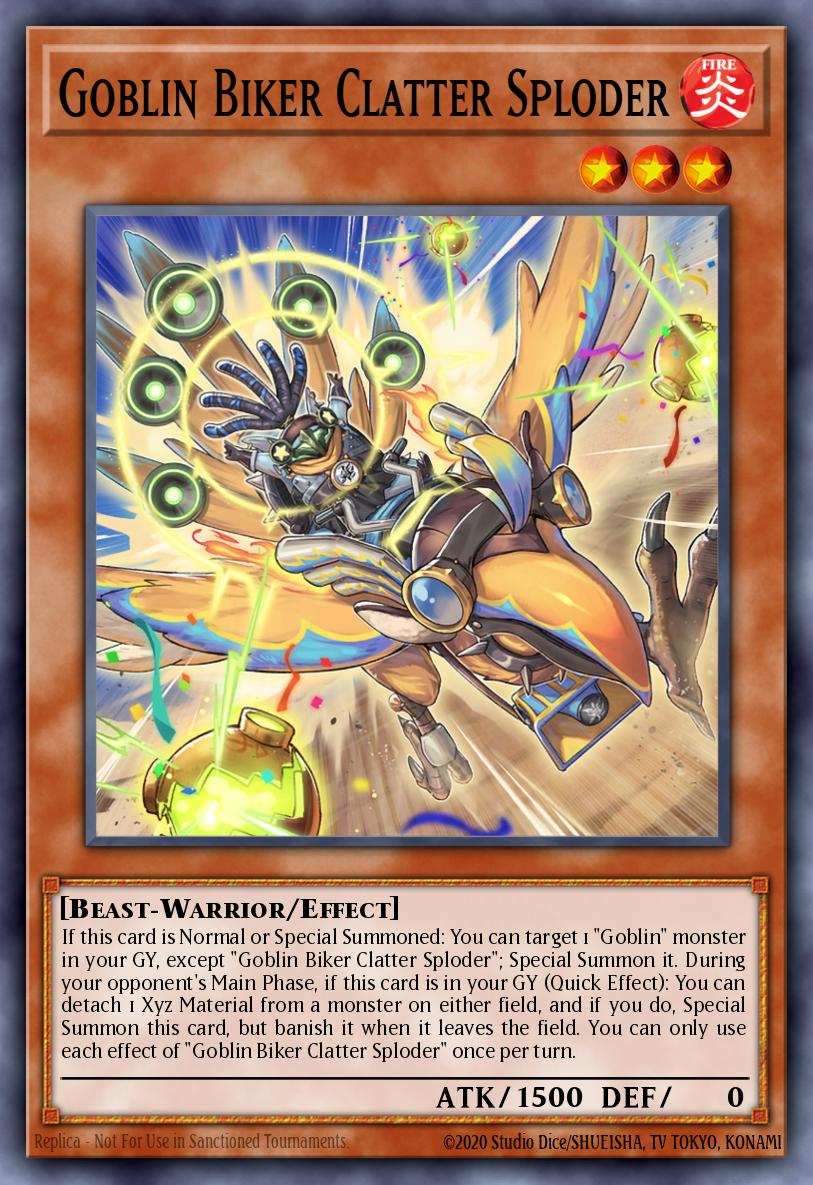 Goblin Biker Clatter Sploder
FIRE
炎
[Beast-Warrior/Effect]
If this card is Normal or Special Summoned: You can target 1 "Goblin" monster
in your GY, except "Goblin Biker Clatter Sploder"; Special Summon it. During
your opponent's Main Phase, if this card is in your GY (Quick Effect): You can
detach 1 Xyz Material from a monster on either field, and if you do, Special
Summon this card, but banish it when it leaves the field. You can only use
each effect of "Goblin Biker Clatter Sploder" once per turn.
ATK/1500 DEF/ 0
Replica - Not For Use in Sanctioned Tournaments.
©2020 Studio Dice/SHUEISHA, TV TOKYO, KONAMI